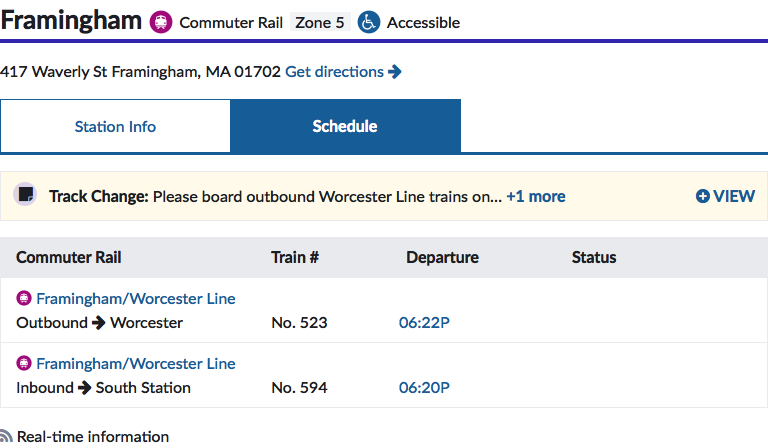 Framingham Commuter Rail Zone 5 Accessible
417 Waverly St Framingham, MA 01702 Get directions
Station Info Schedule
Track Change: Please board outbound Worcester Line trains on... +1 more VIEW
Commuter Rail Train # Departure Status
Framingham/Worcester Line
Outbound → Worcester No. 523 06:22P
Framingham/Worcester Line
Inbound → South Station No. 594 06:20P
Real-time information